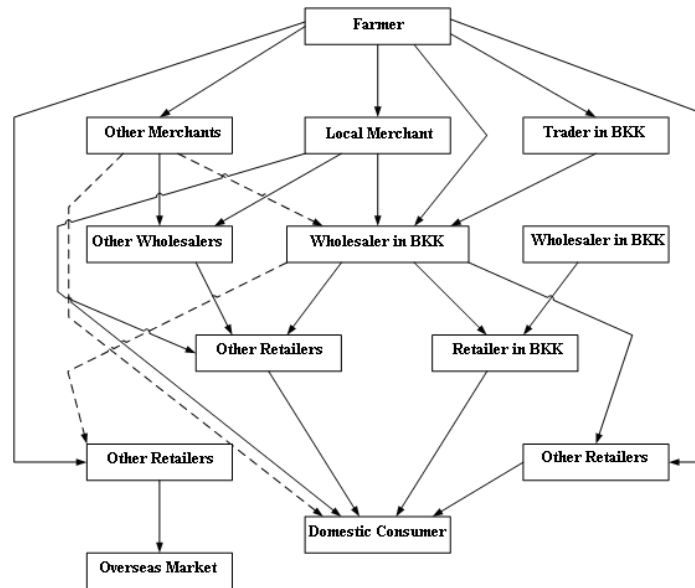 Farmer
Other Merchants
Local Merchant
Trader in BKK
Other Wholesalers
Wholesaler in BKK
Wholesaler in BKK
Other Retailers
Retailer in BKK
Other Retailers
Other Retailers
Domestic Consumer
Overseas Market